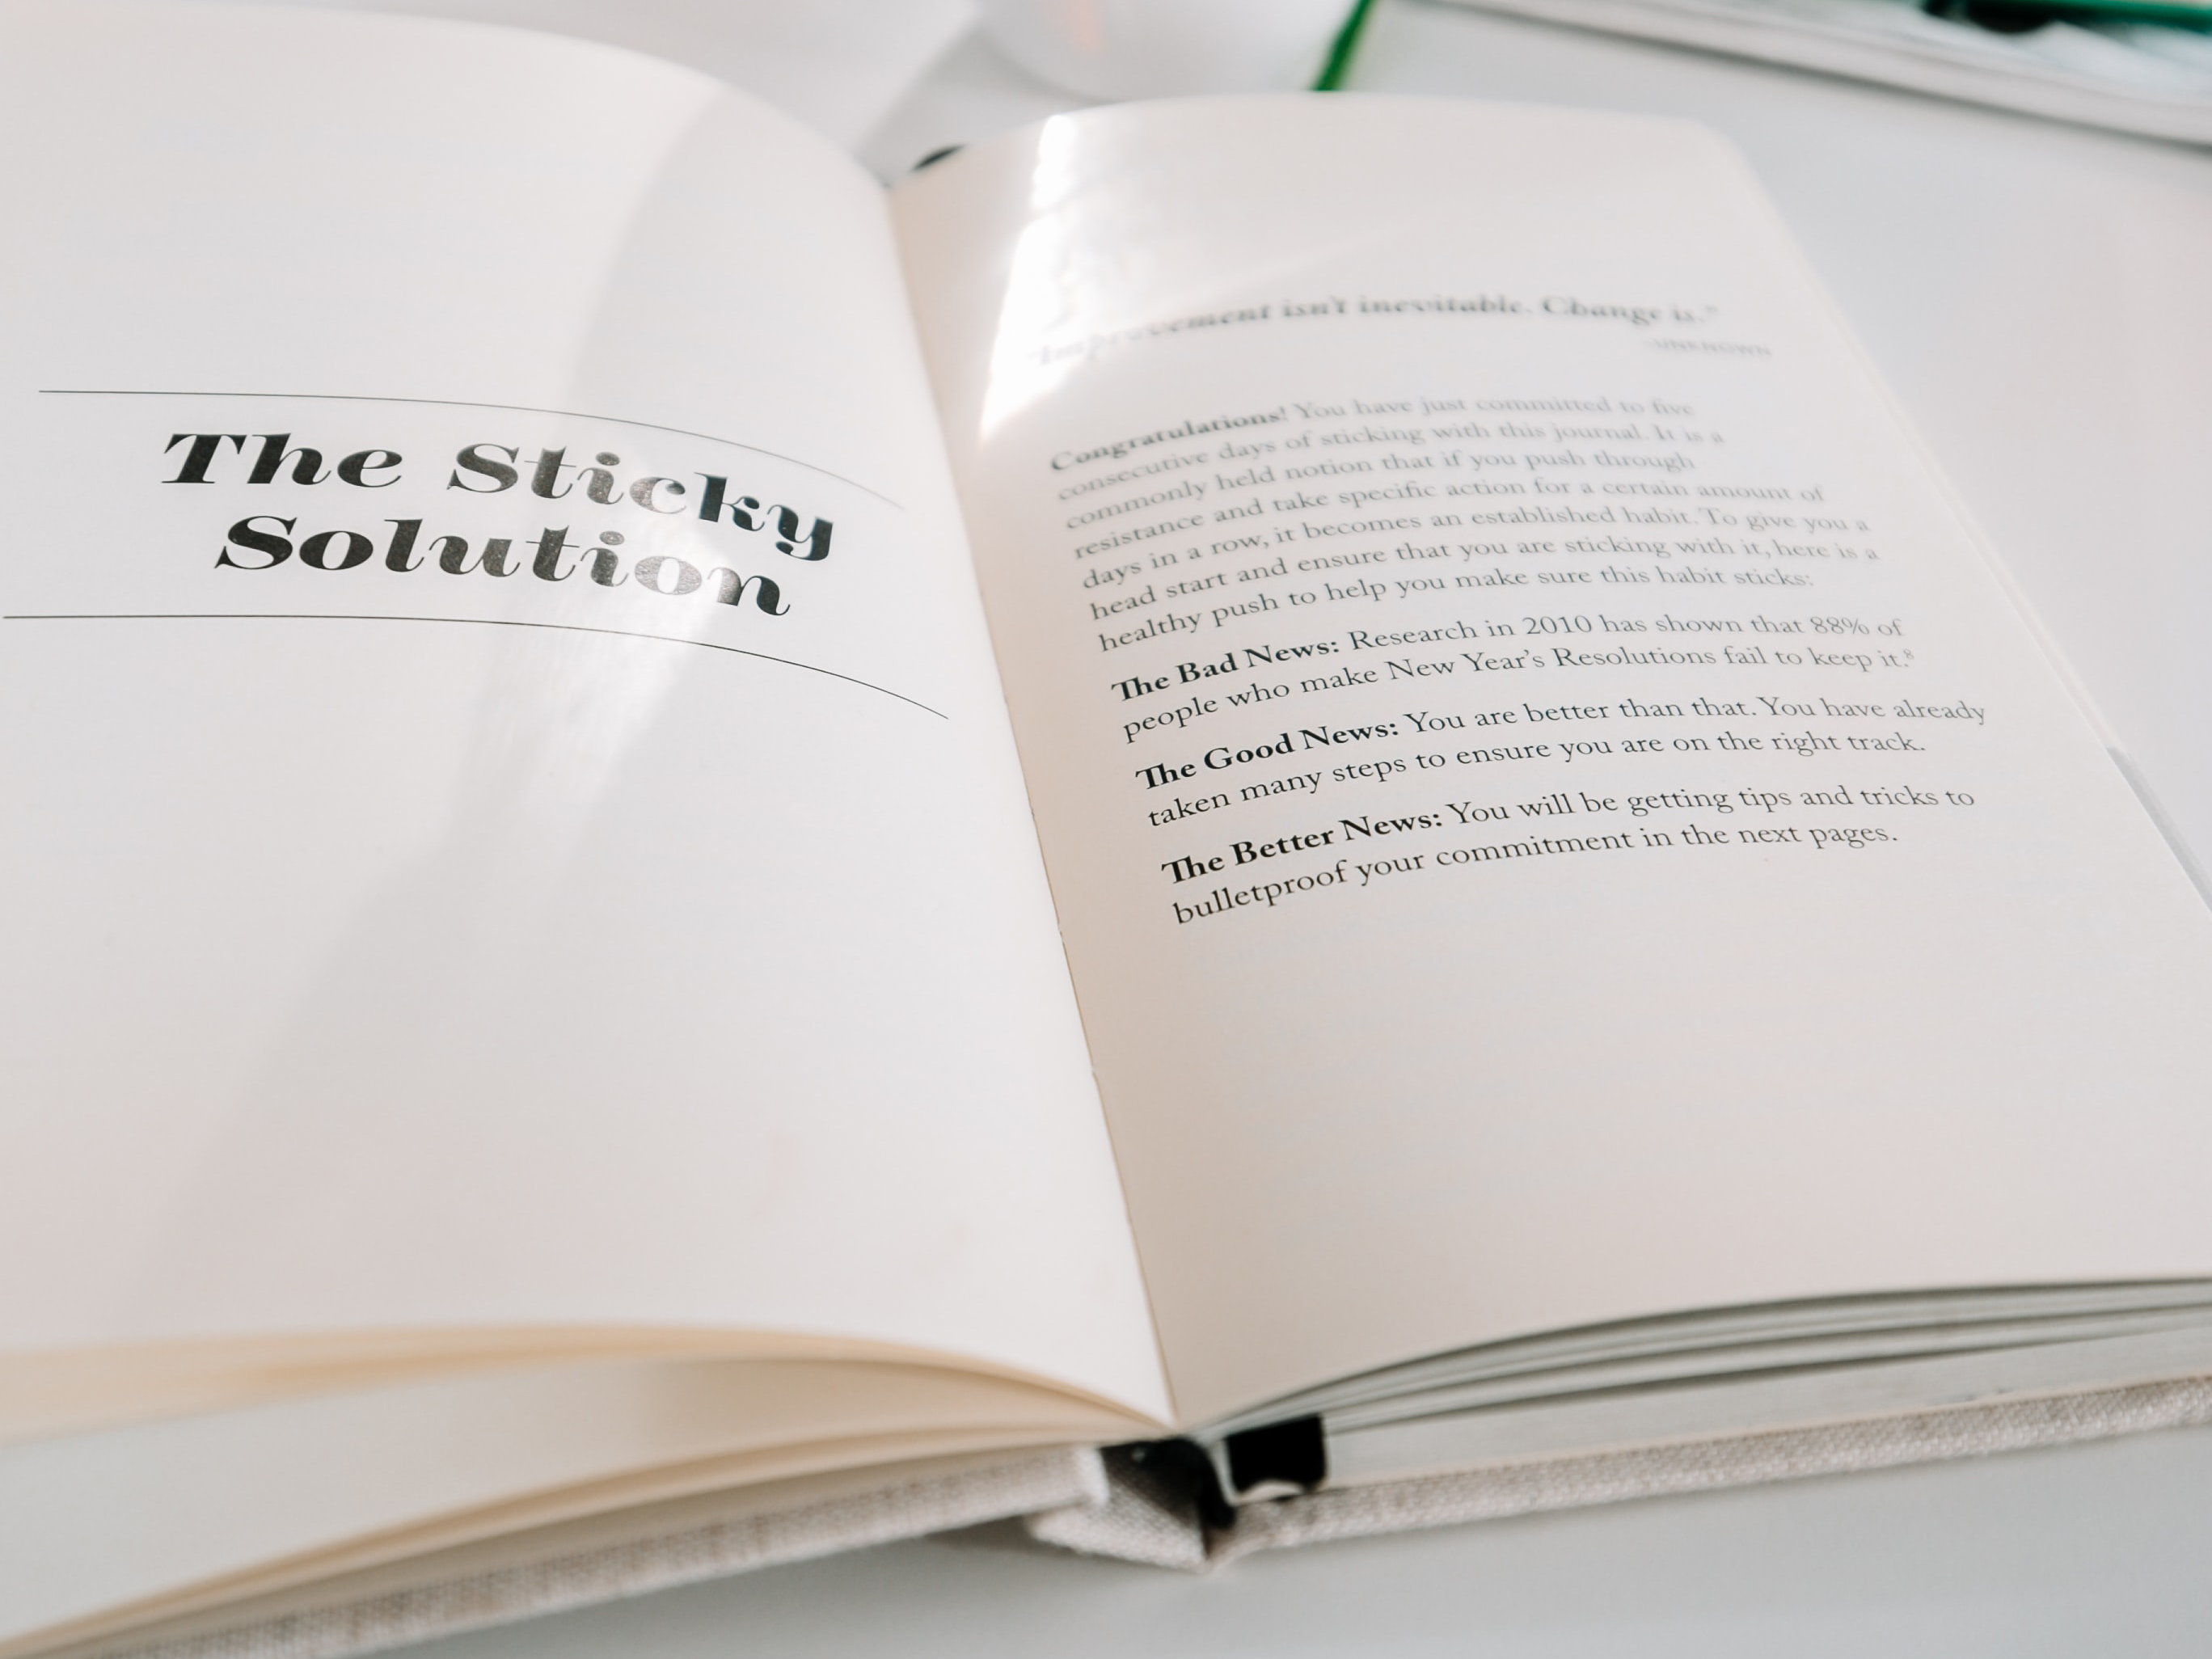 The Sticky
Solution
"Improvement isn't inevitable. Change is."
-UNKNOWN
Congratulations! You have just committed to five
consecutive days of sticking with this journal. It is a
commonly held notion that if you push through
resistance and take specific action for a certain amount of
days in a row, it becomes an established habit. To give you a
head start and ensure that you are sticking with it, here is a
healthy push to help you make sure this habit sticks:
The Bad News: Research in 2010 has shown that 88% of
people who make New Year's Resolutions fail to keep it.⁸
The Good News: You are better than that. You have already
taken many steps to ensure you are on the right track.
The Better News: You will be getting tips and tricks to
bulletproof your commitment in the next pages.